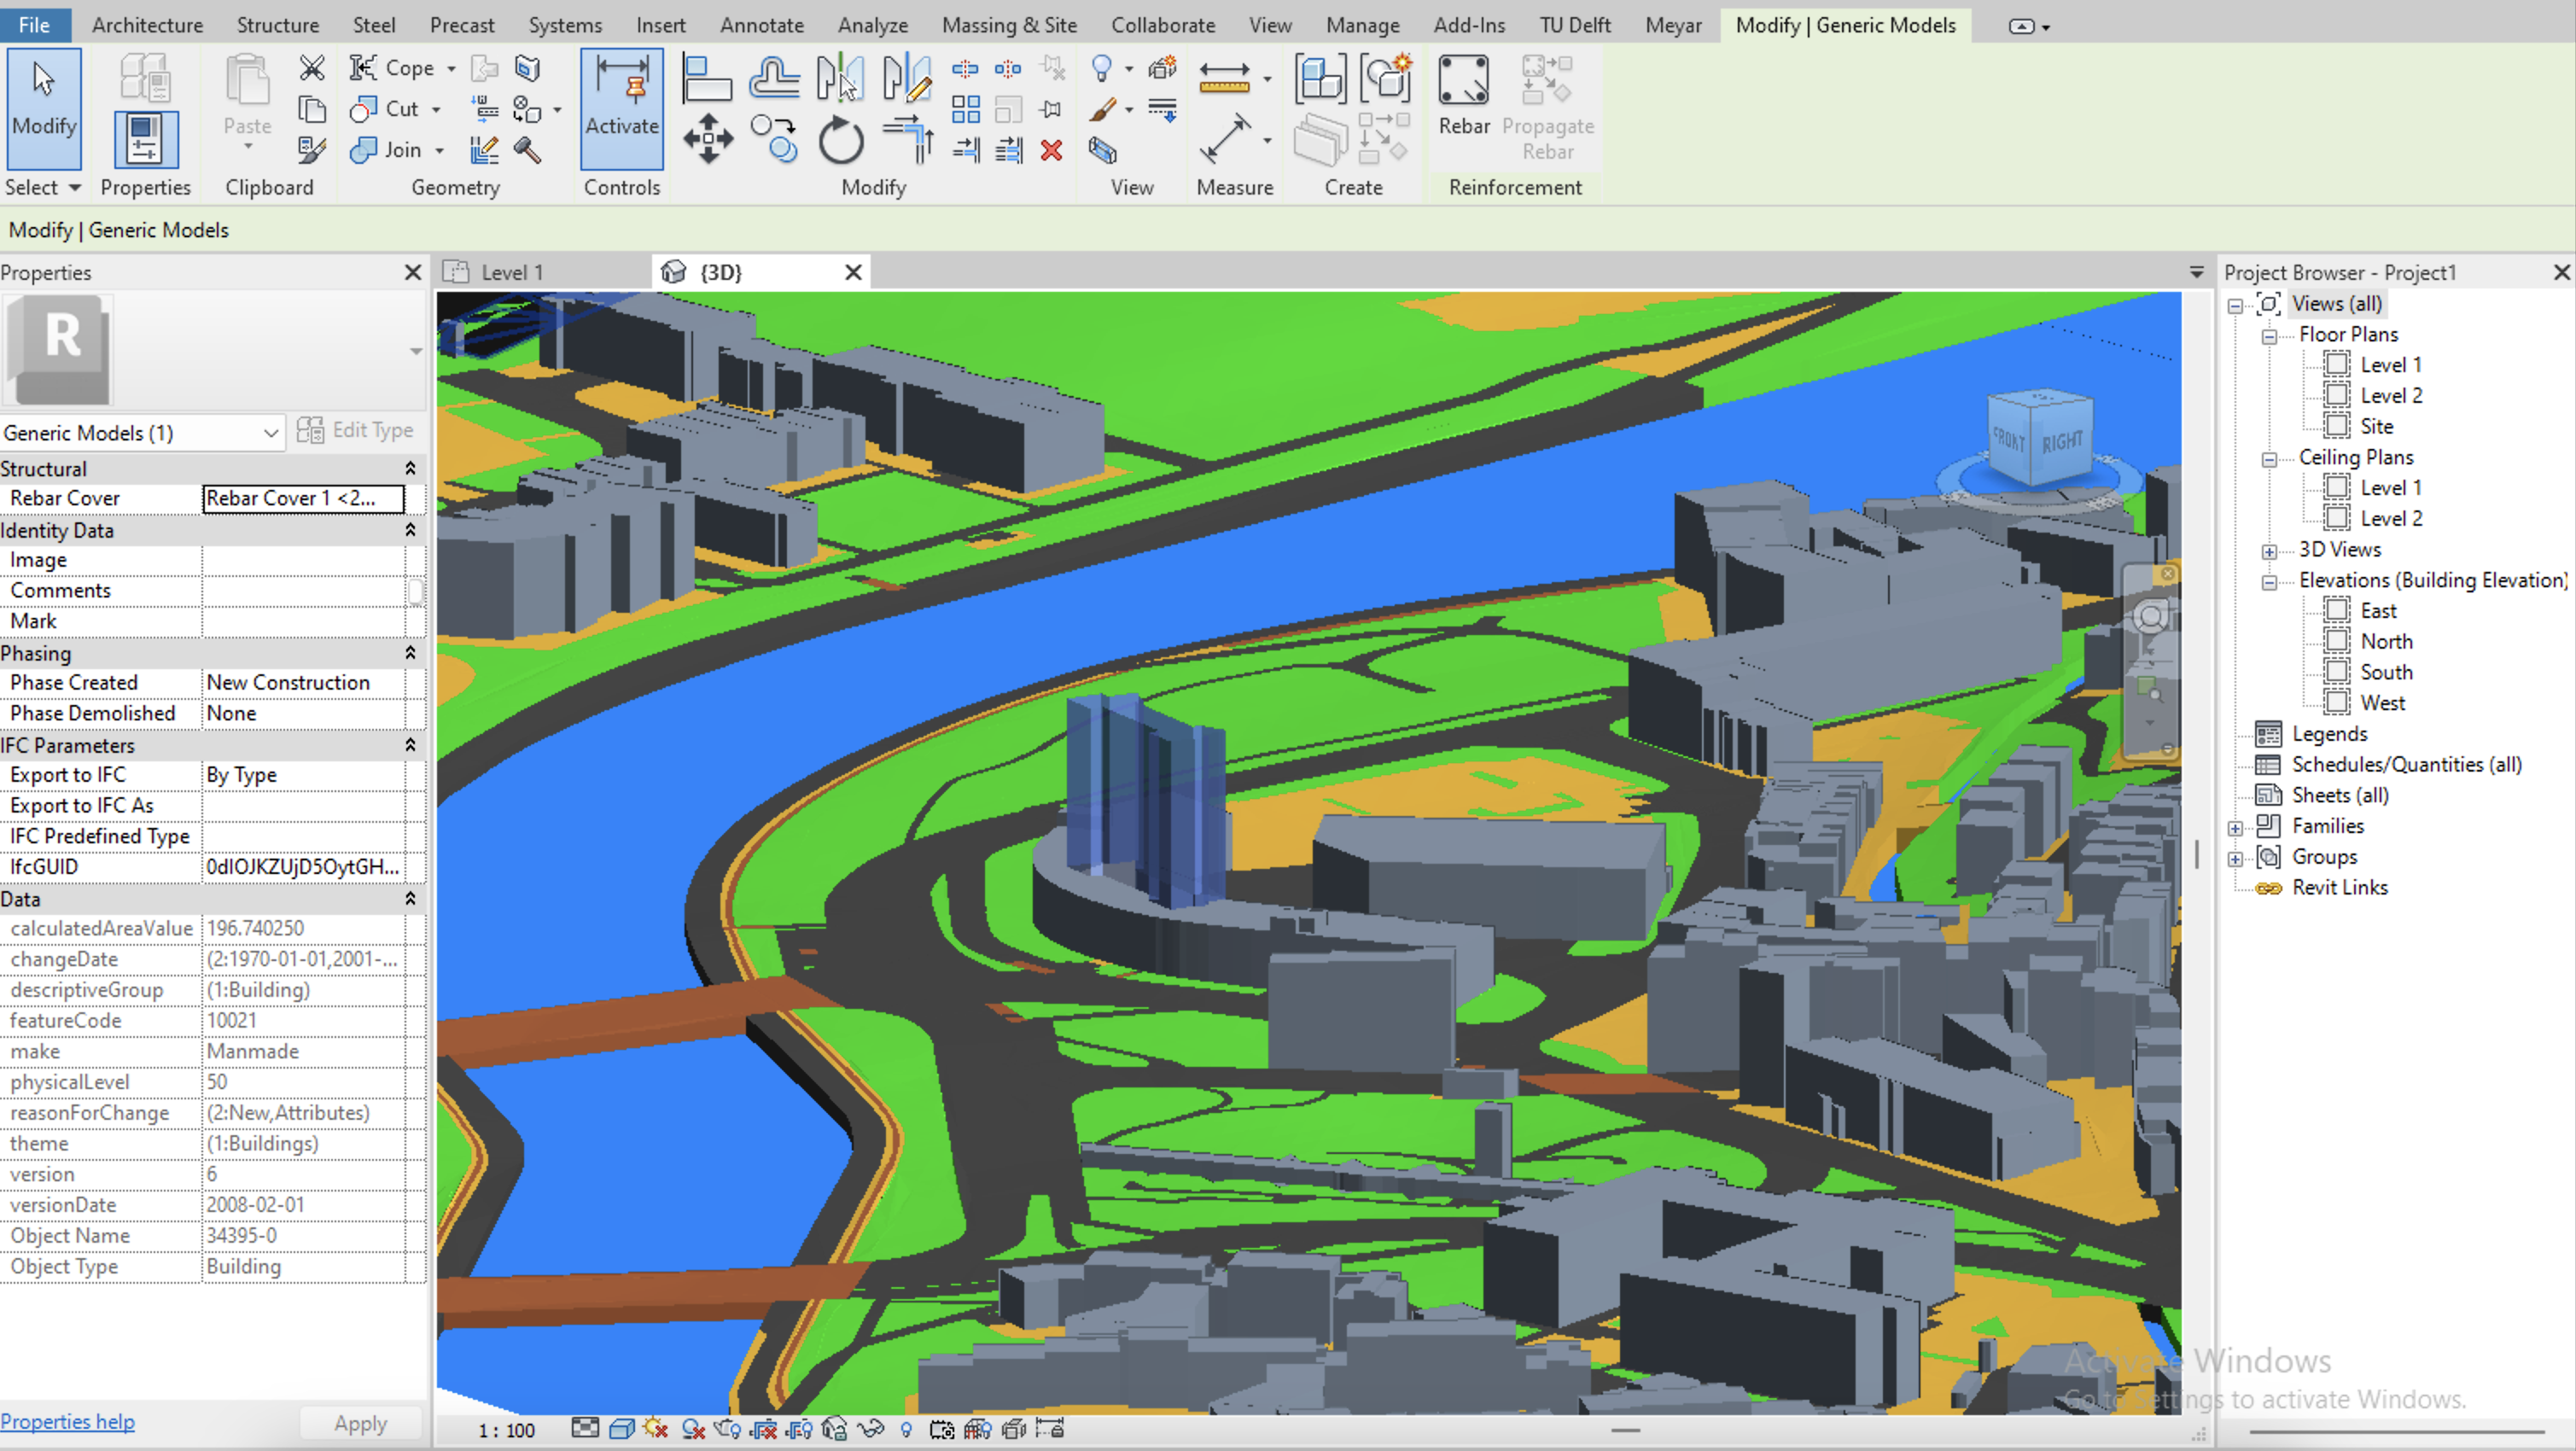 File Architecture Structure Steel Precast Systems Insert Annotate Analyze Massing & Site Collaborate View Manage Add-Ins TU Delft Meyar Modify | Generic Models
Modify Paste Cope Cut Join Activate Rebar Propagate Rebar
Select Properties Clipboard Geometry Controls Modify View Measure Create Reinforcement
Modify | Generic Models
Properties
R
Generic Models (1) Edit Type
Structural
Rebar Cover Rebar Cover 1 <2...
Identity Data
Image
Comments
Mark
Phasing
Phase Created New Construction
Phase Demolished None
IFC Parameters
Export to IFC By Type
Export to IFC As
IFC Predefined Type
IfcGUID 0dIOJKZUjD5OytGH...
Data
calculatedAreaValue 196.740250
changeDate (2:1970-01-01,2001-...
descriptiveGroup (1:Building)
featureCode 10021
make Manmade
physicalLevel 50
reasonForChange (2:New,Attributes)
theme (1:Buildings)
version 6
versionDate 2008-02-01
Object Name 34395-0
Object Type Building
Properties help Apply
Level 1 {3D}
FRONT RIGHT
1 : 100
Project Browser - Project1
Views (all)
Floor Plans
Level 1
Level 2
Site
Ceiling Plans
Level 1
Level 2
3D Views
Elevations (Building Elevation)
East
North
South
West
Legends
Schedules/Quantities (all)
Sheets (all)
Families
Groups
Revit Links
Activate Windows
Go to Settings to activate Windows.